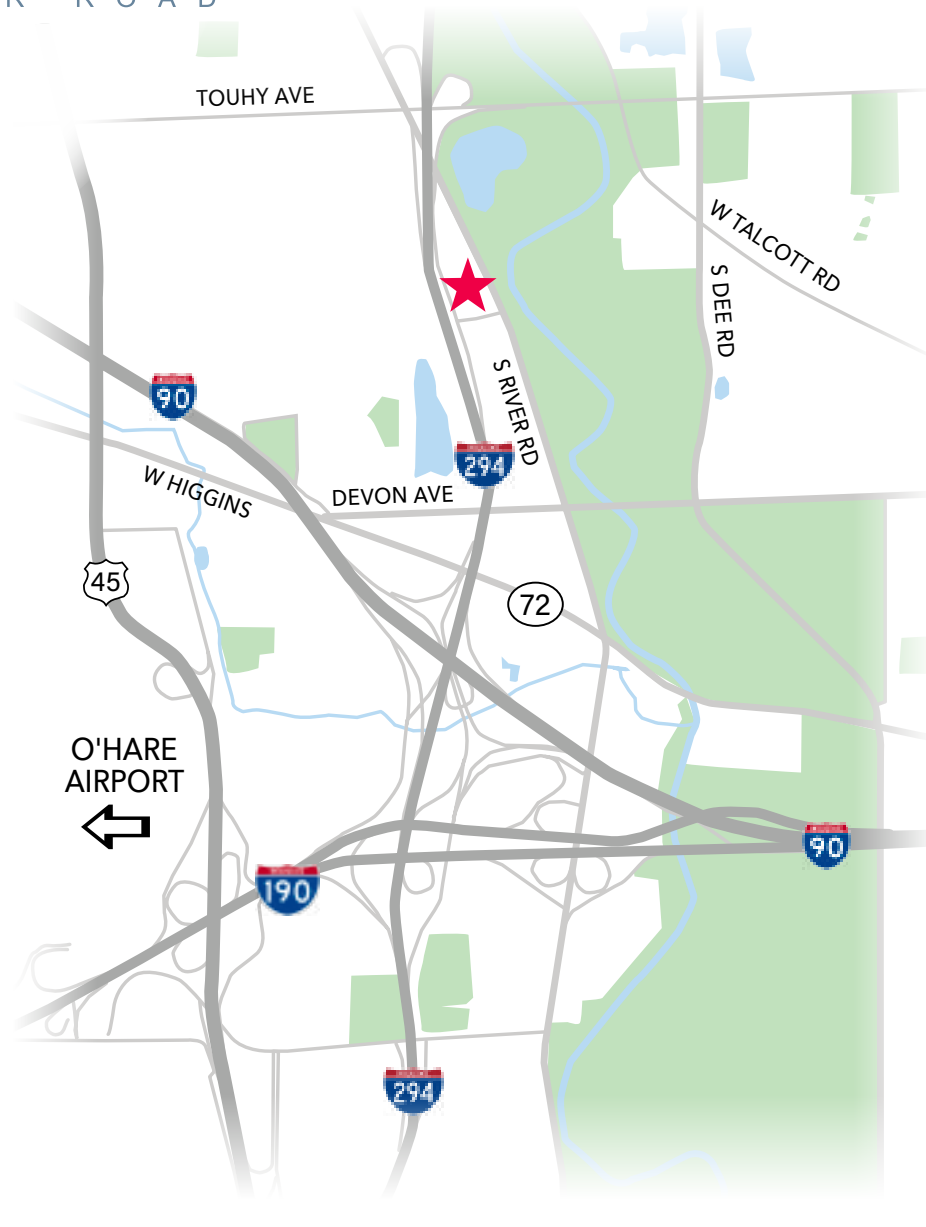 R ROAD
TOUHY AVE
W TALCOTT RD
S DEE RD
90
S RIVER RD
294
W HIGGINS
DEVON AVE
45
72
O'HARE
AIRPORT
90
190
294